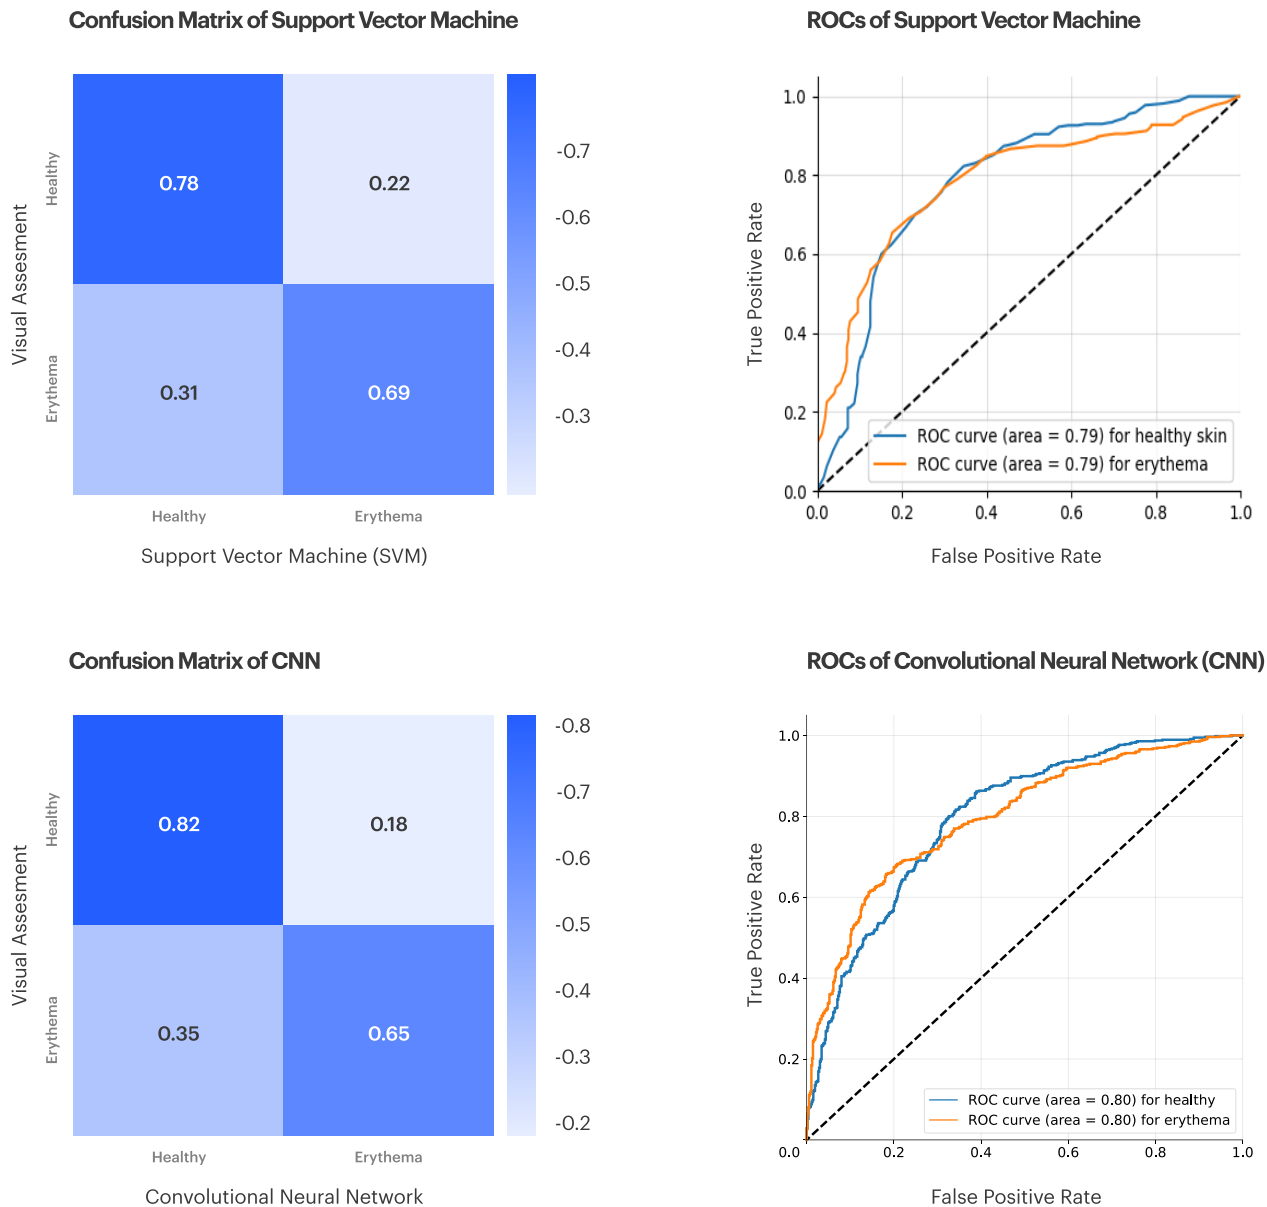 Confusion Matrix of Support Vector Machine
Visual Assesment
Healthy
Erythema
0.78
0.22
0.31
0.69
Healthy
Erythema
Support Vector Machine (SVM)
-0.7
-0.6
-0.5
-0.4
-0.3
ROCs of Support Vector Machine
True Positive Rate
1.0
0.8
0.6
0.4
0.2
0.0
ROC curve (area = 0.79) for healthy skin
ROC curve (area = 0.79) for erythema
0.0 0.2 0.4 0.6 0.8 1.0
False Positive Rate
Confusion Matrix of CNN
Visual Assesment
Healthy
Erythema
0.82
0.18
0.35
0.65
Healthy
Erythema
Convolutional Neural Network
-0.8
-0.7
-0.6
-0.5
-0.4
-0.3
-0.2
ROCs of Convolutional Neural Network (CNN)
True Positive Rate
1.0
0.8
0.6
0.4
0.2
ROC curve (area = 0.80) for healthy
ROC curve (area = 0.80) for erythema
0.0 0.2 0.4 0.6 0.8 1.0
False Positive Rate